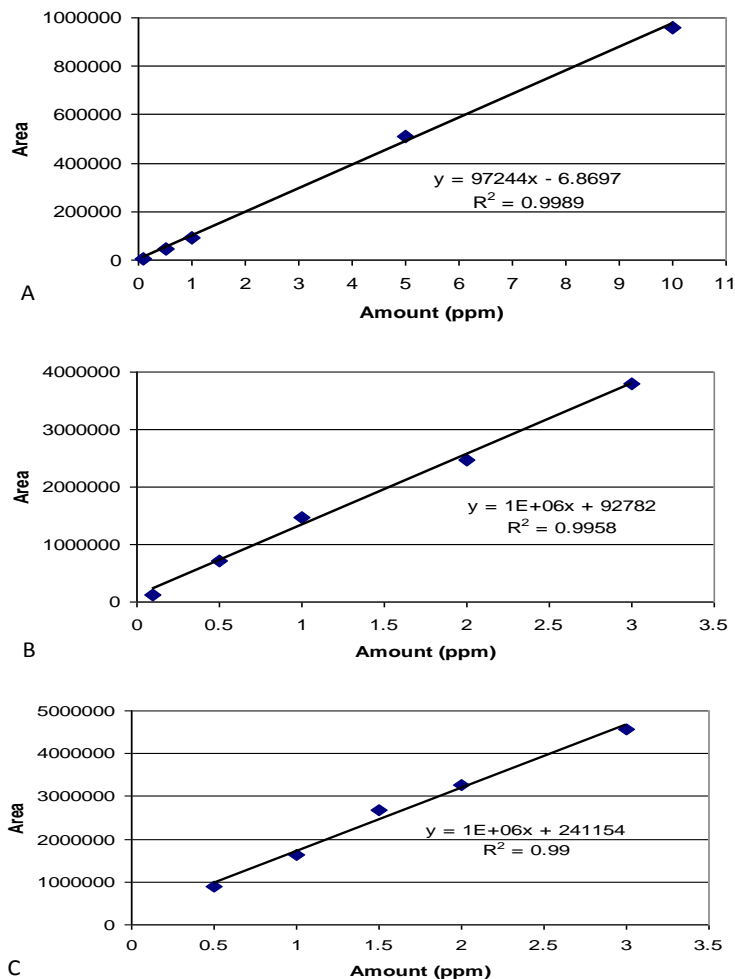 1000000
800000
600000
400000
200000
0
Area
y = 97244x - 6.8697
R² = 0.9989
0 1 2 3 4 5 6 7 8 9 10 11
A
Amount (ppm)
4000000
3000000
2000000
1000000
0
Area
y = 1E+06x + 92782
R² = 0.9958
0 0.5 1 1.5 2 2.5 3 3.5
B
Amount (ppm)
5000000
4000000
3000000
2000000
1000000
0
Area
y = 1E+06x + 241154
R² = 0.99
0 0.5 1 1.5 2 2.5 3 3.5
C
Amount (ppm)